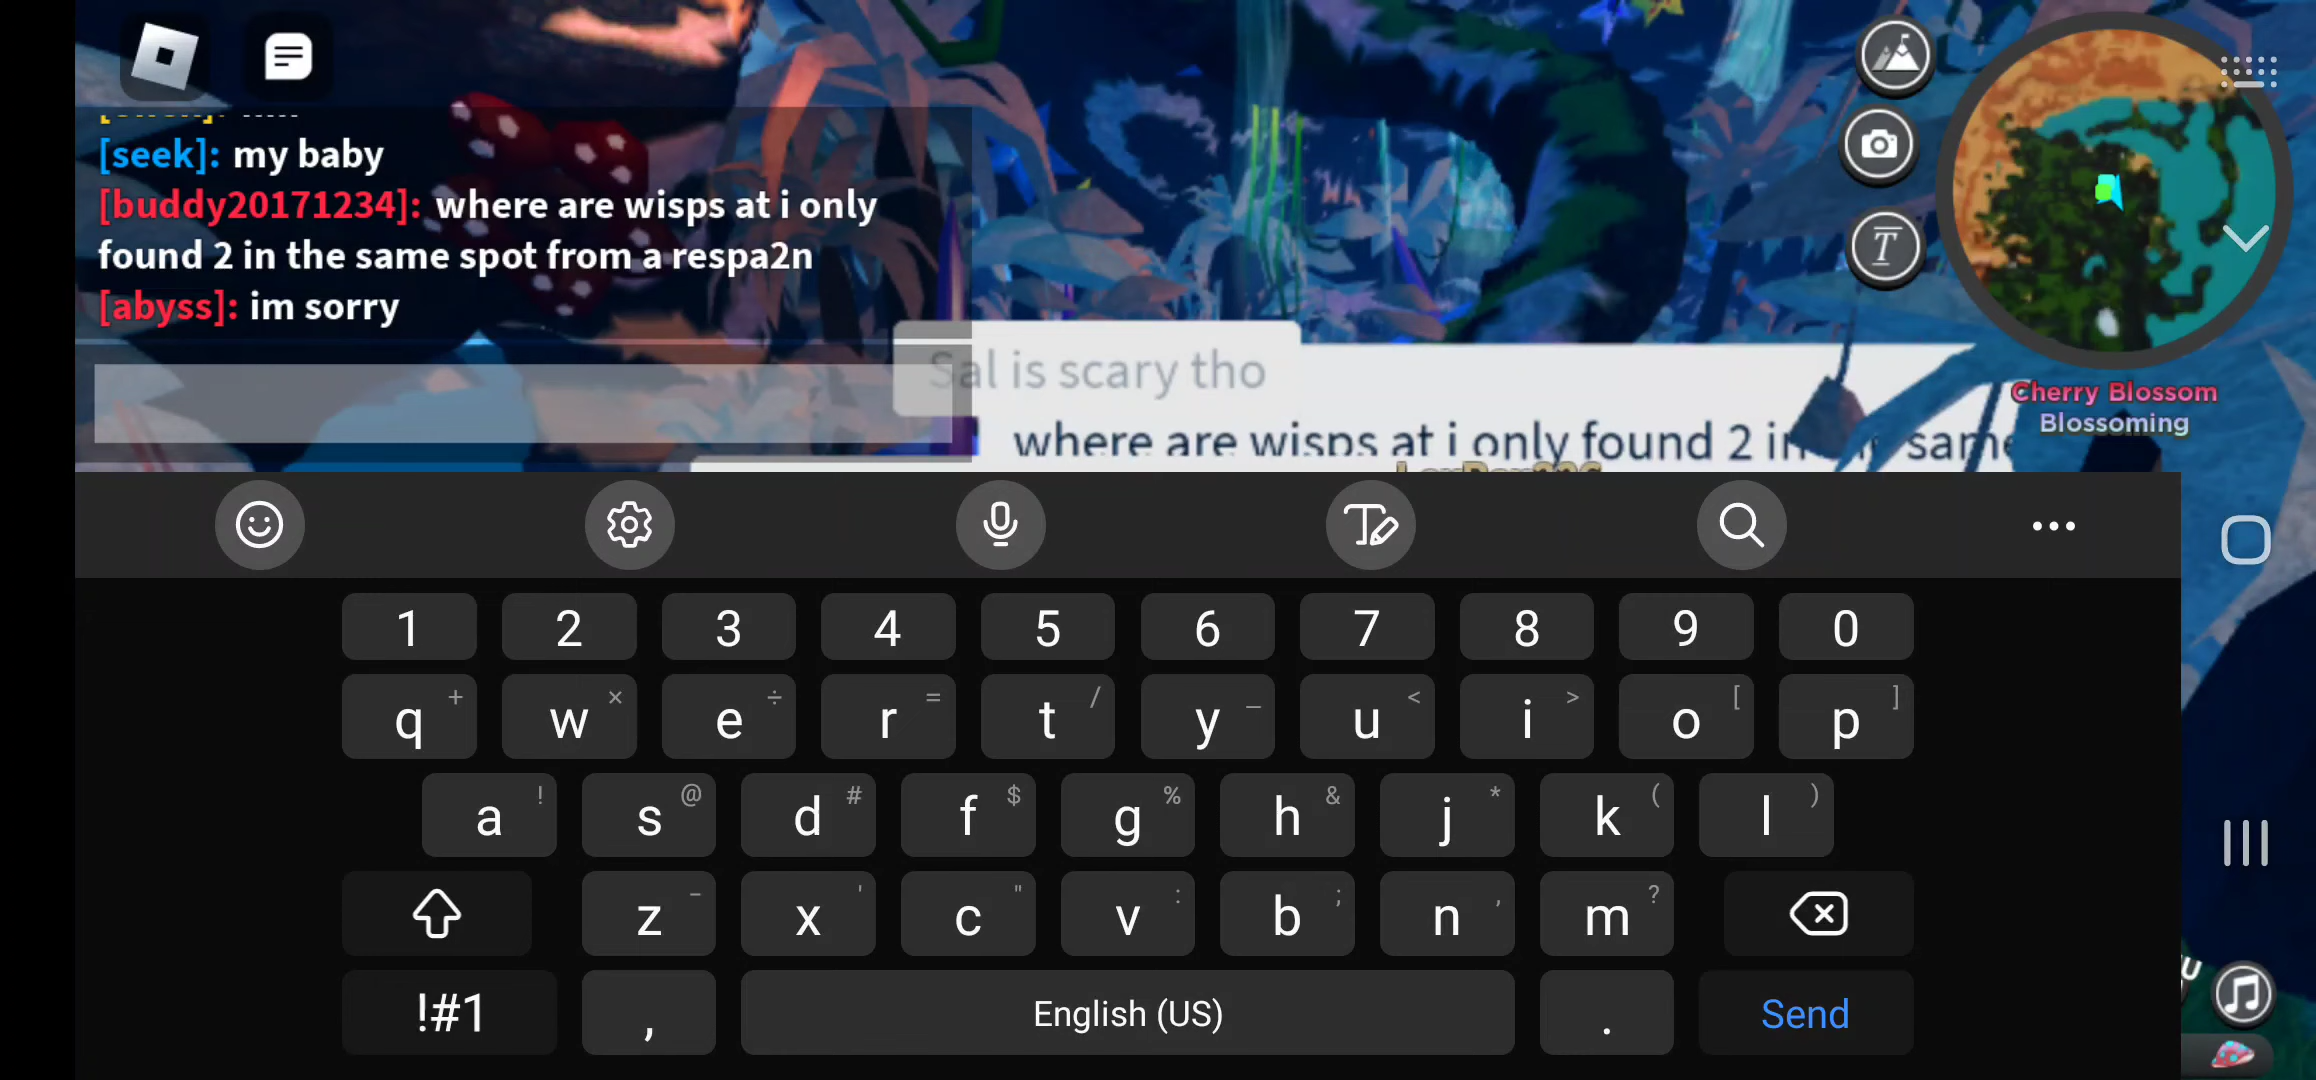 [seek]: my baby
[buddy20171234]: where are wisps at i only
found 2 in the same spot from a respa2n
[abyss]: im sorry
Sal is scary tho
where are wisps at i only found 2 in same
Cherry Blossom
Blossoming
1 2 3 4 5 6 7 8 9 0
q + w × e ÷ r = t / y _ u < i > o [ p ]
a ! s @ d # f $ g % h & j * k ( l )
z - x ' c " v : b ; n , m ?
!#1 , English (US) . Send